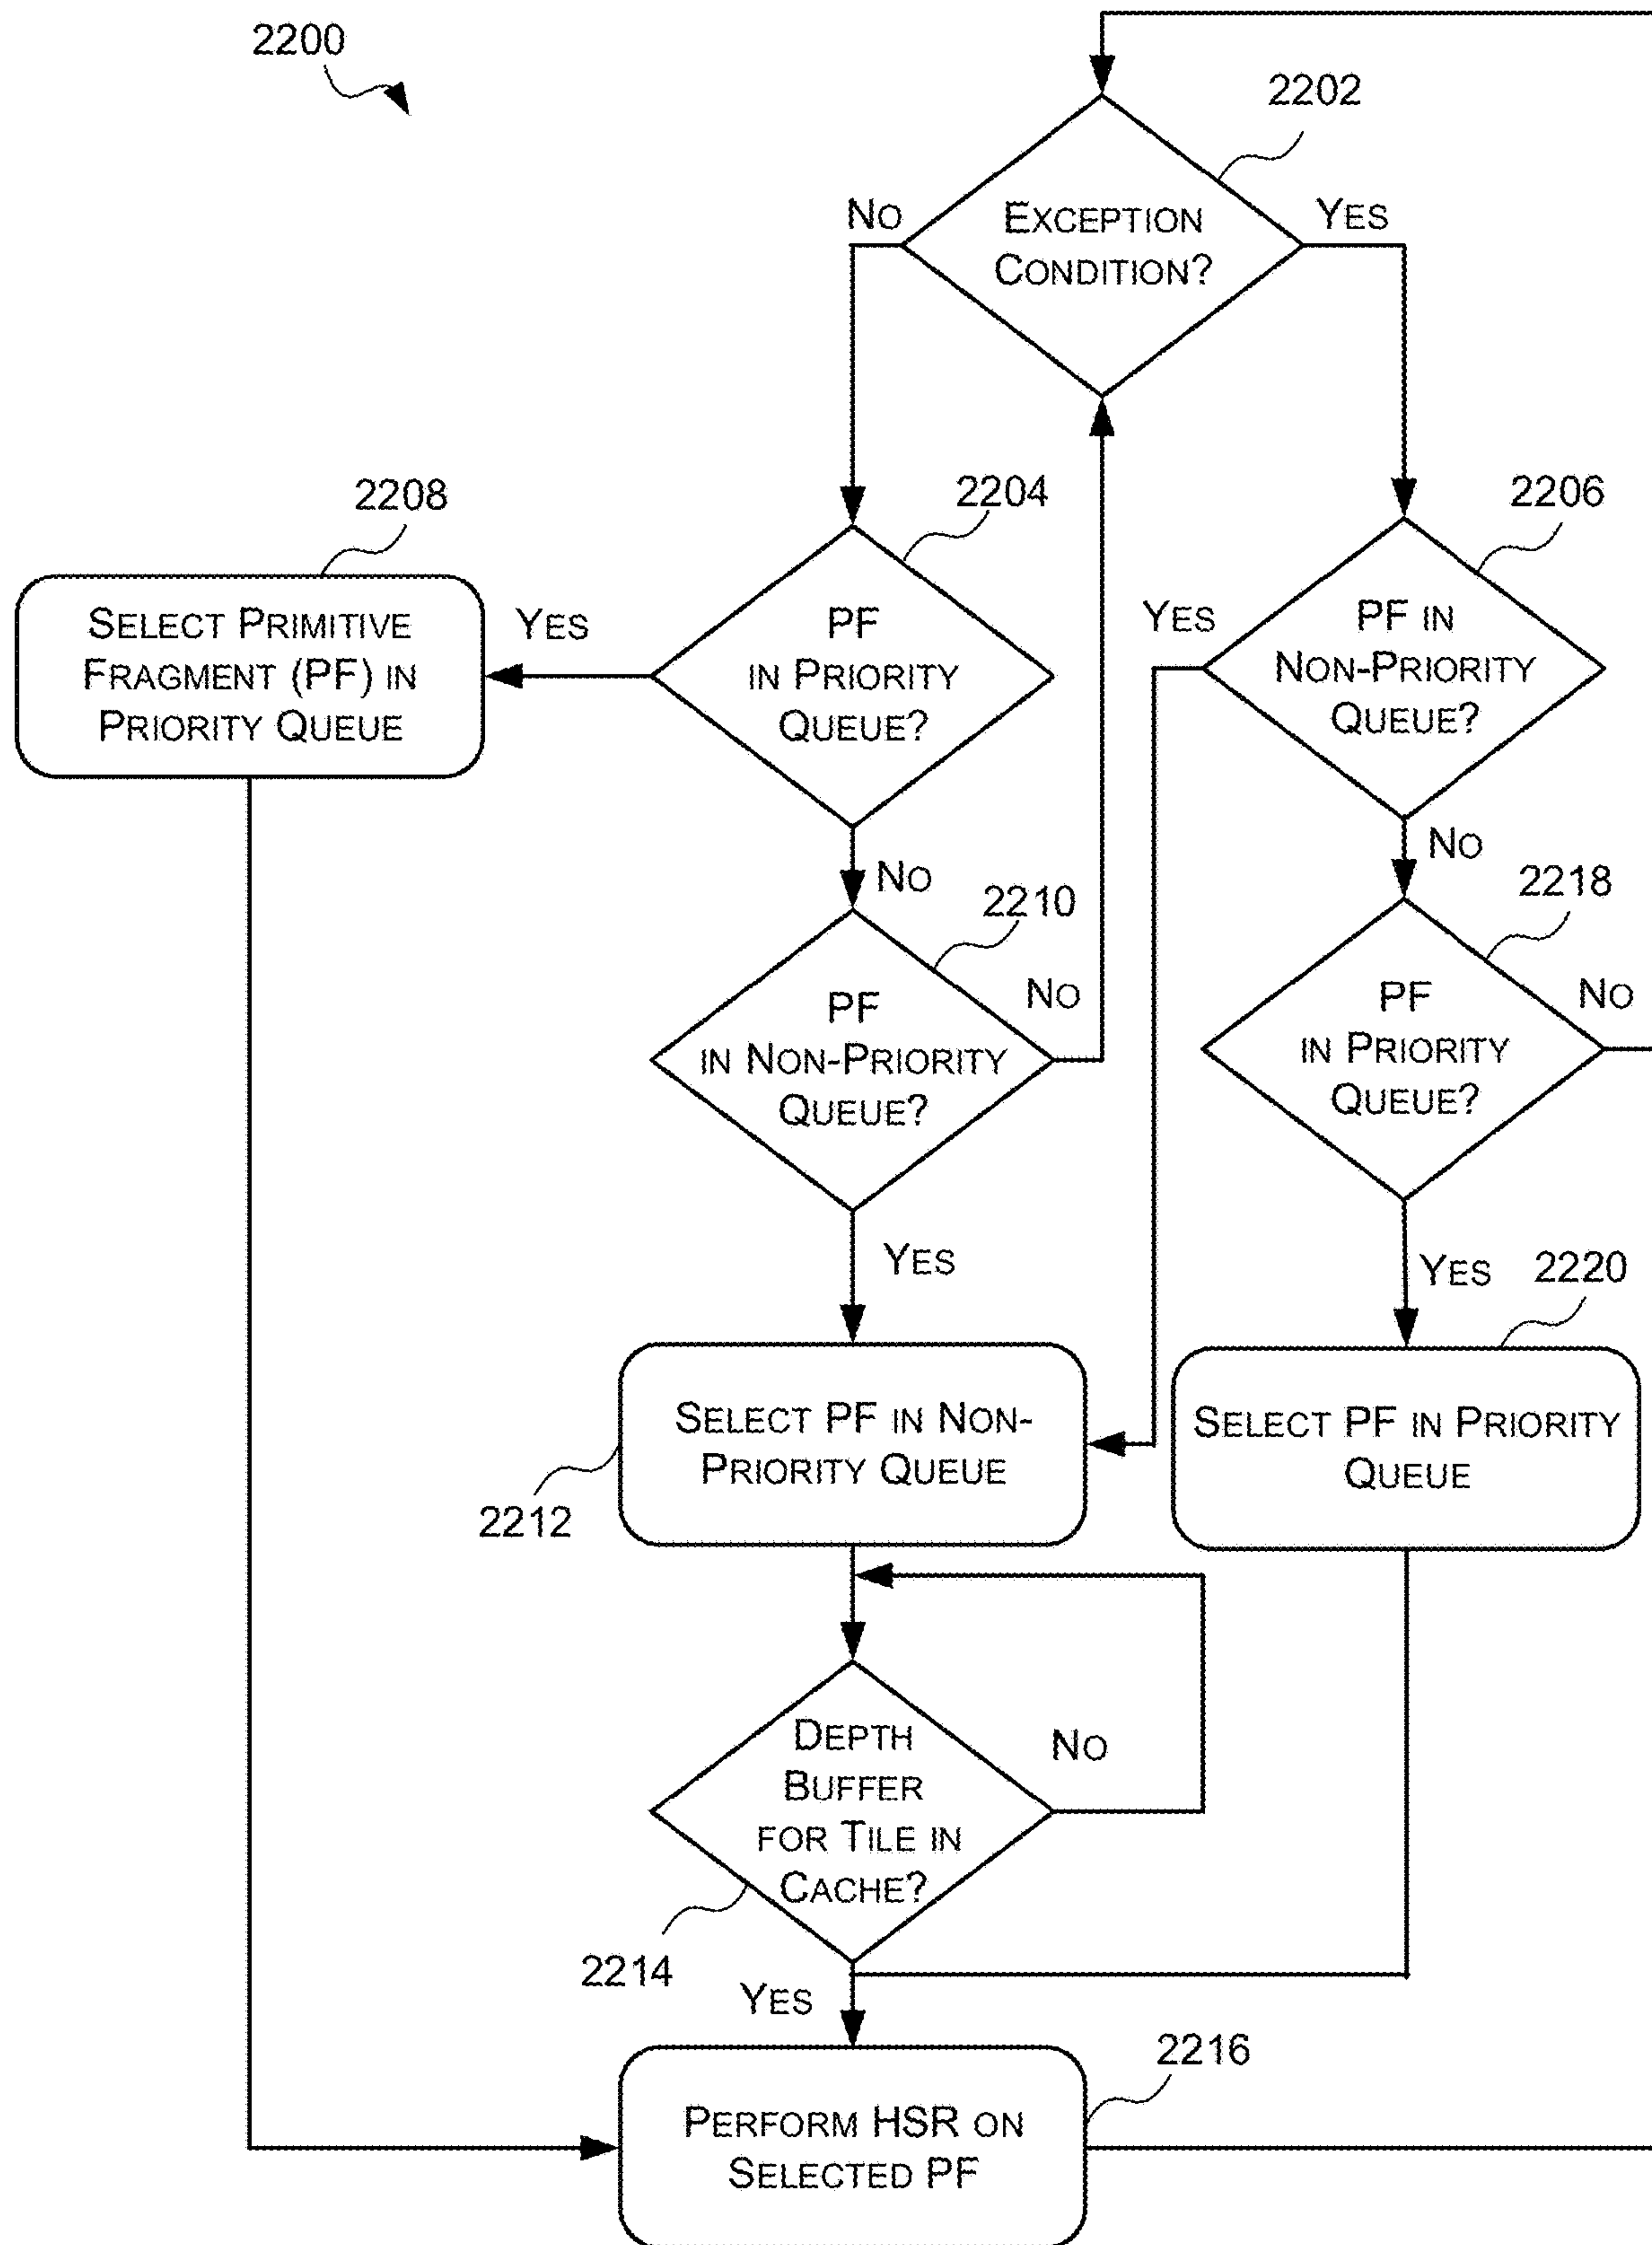 2200
2202
No
EXCEPTION
CONDITION?
YES
2208
2204
2206
SELECT PRIMITIVE
FRAGMENT (PF) IN
PRIORITY QUEUE
YES
PF
IN PRIORITY
QUEUE?
YES
PF IN
NON-PRIORITY
QUEUE?
No
No
2210
2218
PF
IN NON-PRIORITY
QUEUE?
No
PF
IN PRIORITY
QUEUE?
No
YES
YES
2220
SELECT PF IN NON-
PRIORITY QUEUE
2212
SELECT PF IN PRIORITY
QUEUE
DEPTH
BUFFER
FOR TILE IN
CACHE?
No
2214
YES
2216
PERFORM HSR ON
SELECTED PF